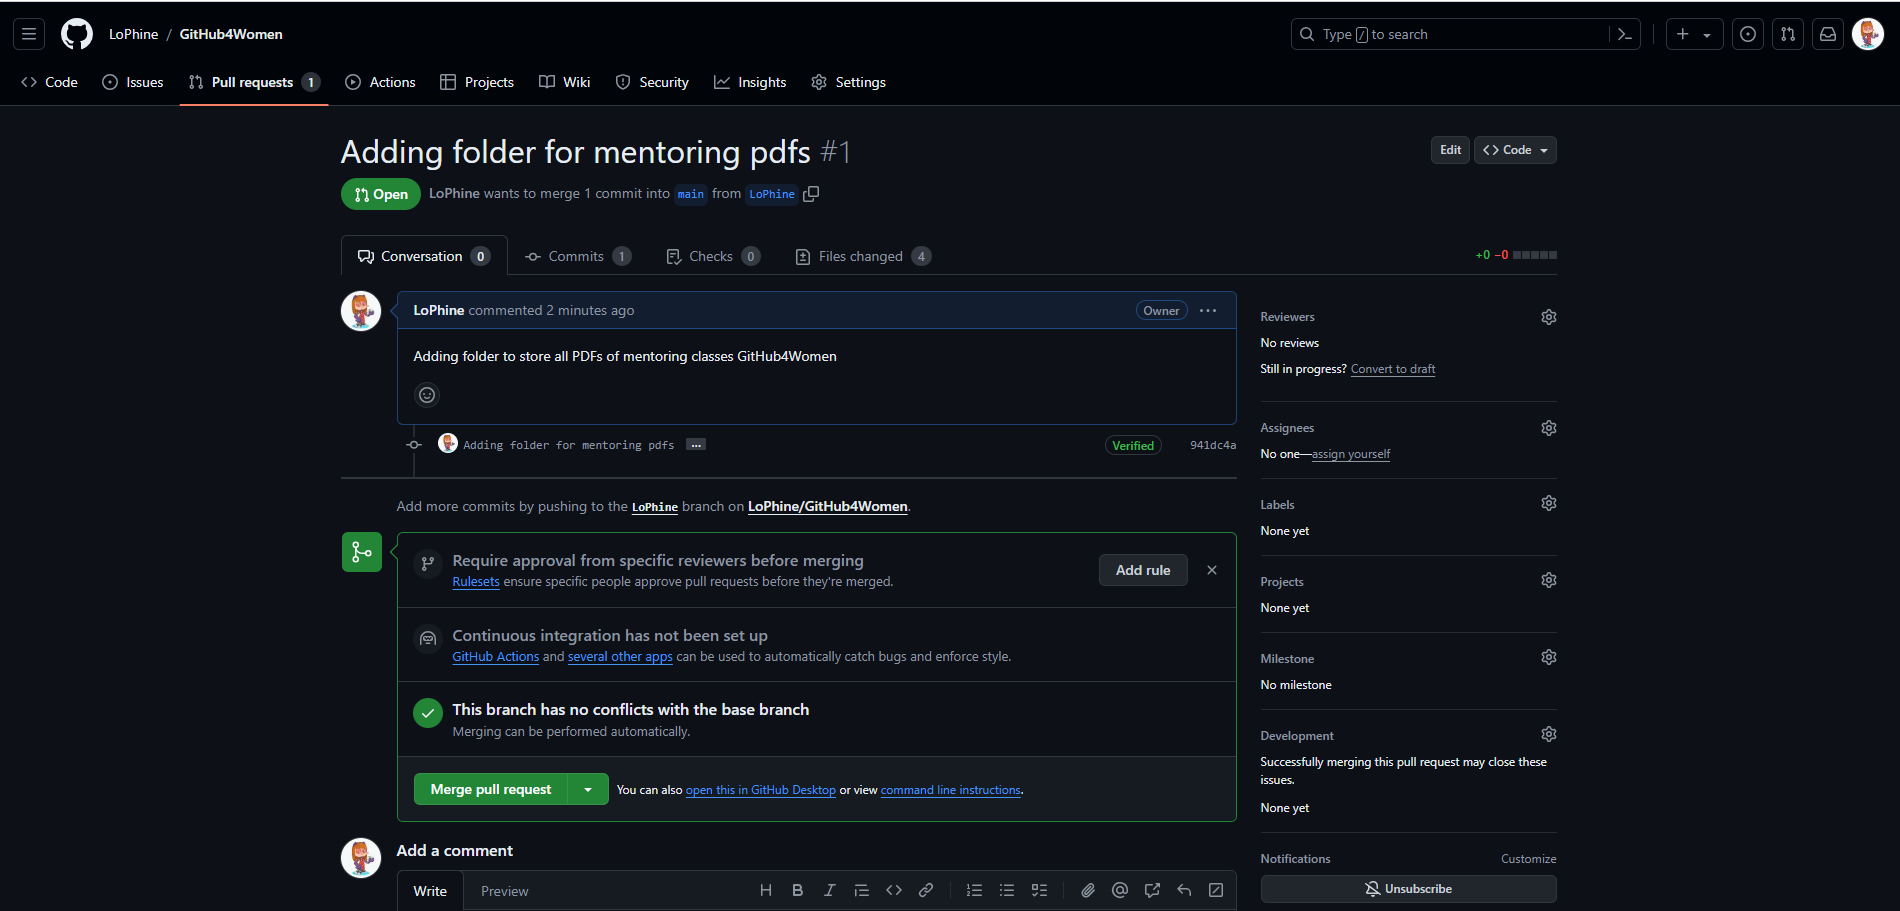 LoPhine / GitHub4Women
Type / to search
Code
Issues
Pull requests 1
Actions
Projects
Wiki
Security
Insights
Settings
Adding folder for mentoring pdfs #1
Edit
Code
Open
LoPhine wants to merge 1 commit into main from LoPhine
Conversation 0
Commits 1
Checks 0
Files changed 4
+0 −0
LoPhine commented 2 minutes ago
Owner
Adding folder to store all PDFs of mentoring classes GitHub4Women
Adding folder for mentoring pdfs
Verified
941dc4a
Add more commits by pushing to the LoPhine branch on LoPhine/GitHub4Women.
Require approval from specific reviewers before merging
Rulesets ensure specific people approve pull requests before they're merged.
Add rule
Continuous integration has not been set up
GitHub Actions and several other apps can be used to automatically catch bugs and enforce style.
This branch has no conflicts with the base branch
Merging can be performed automatically.
Merge pull request
You can also open this in GitHub Desktop or view command line instructions.
Add a comment
Write
Preview
Reviewers
No reviews
Still in progress? Convert to draft
Assignees
No one—assign yourself
Labels
None yet
Projects
None yet
Milestone
No milestone
Development
Successfully merging this pull request may close these
issues.
None yet
Notifications
Customize
Unsubscribe